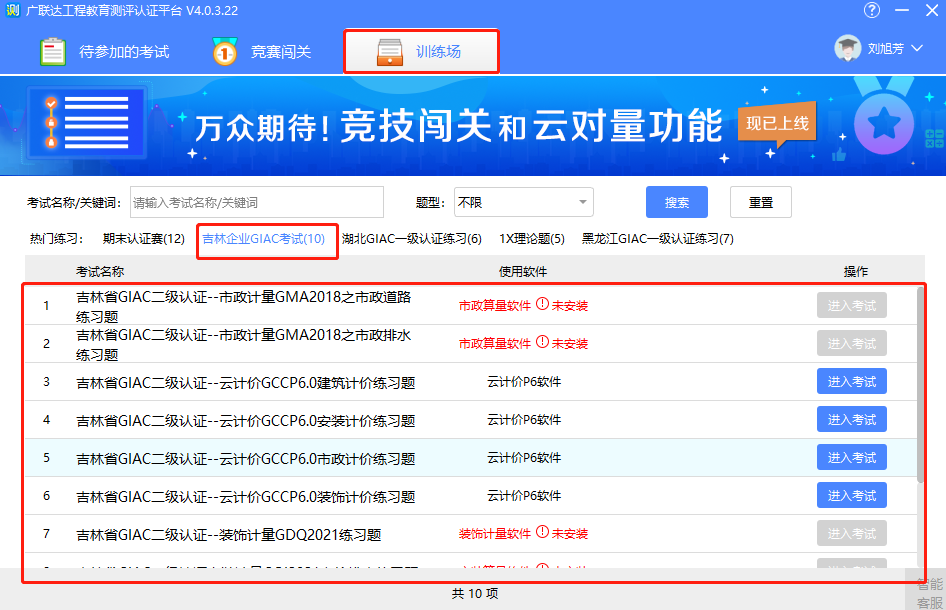 测 广联达工程教育测评认证平台 V4.0.3.22
待参加的考试 1 竞赛闯关 训练场 刘旭芳
万众期待！竞技闯关和云对量功能 现已上线
考试名称/关键词： 请输入考试名称/关键词 题型： 不限 搜索 重置
热门练习： 期末认证赛(12) 吉林企业GIAC考试(10) 湖北GIAC一级认证练习(6) 1X理论题(5) 黑龙江GIAC一级认证练习(7)
考试名称 使用软件 操作
1 吉林省GIAC二级认证--市政计量GMA2018之市政道路
练习题 市政算量软件 未安装 进入考试
2 吉林省GIAC二级认证--市政计量GMA2018之市政排水
练习题 市政算量软件 未安装 进入考试
3 吉林省GIAC二级认证--云计价GCCP6.0建筑计价练习题 云计价P6软件 进入考试
4 吉林省GIAC二级认证--云计价GCCP6.0安装计价练习题 云计价P6软件 进入考试
5 吉林省GIAC二级认证--云计价GCCP6.0市政计价练习题 云计价P6软件 进入考试
6 吉林省GIAC二级认证--云计价GCCP6.0装饰计价练习题 云计价P6软件 进入考试
7 吉林省GIAC二级认证--装饰计量GDQ2021练习题 装饰计量软件 未安装 进入考试
共 10 项
智能
客服